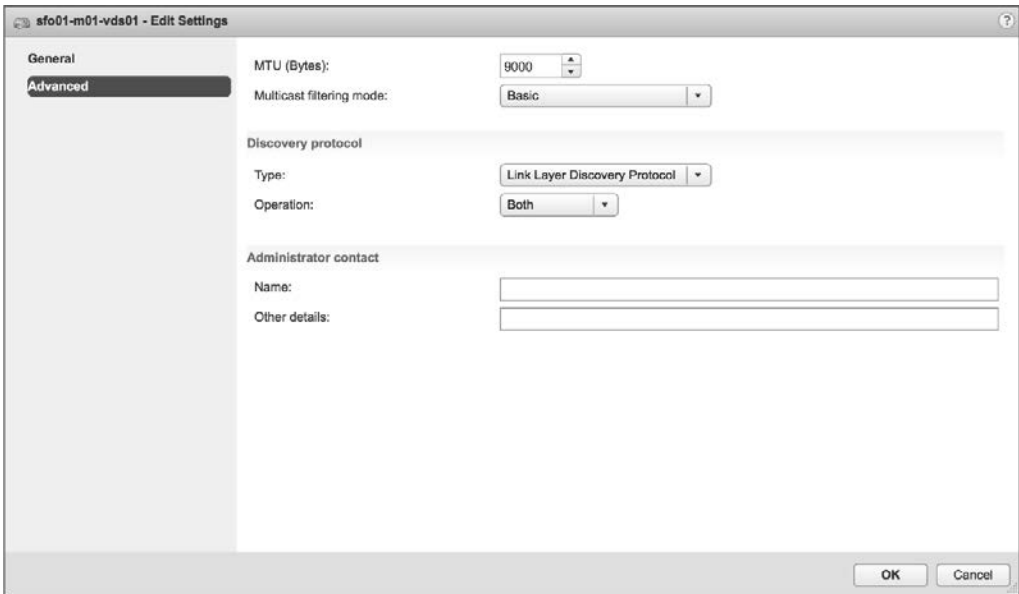 sfo01-m01-vds01 - Edit Settings
?
General
Advanced
MTU (Bytes): 9000
Multicast filtering mode: Basic
Discovery protocol
Type: Link Layer Discovery Protocol
Operation: Both
Administrator contact
Name:
Other details:
OK Cancel